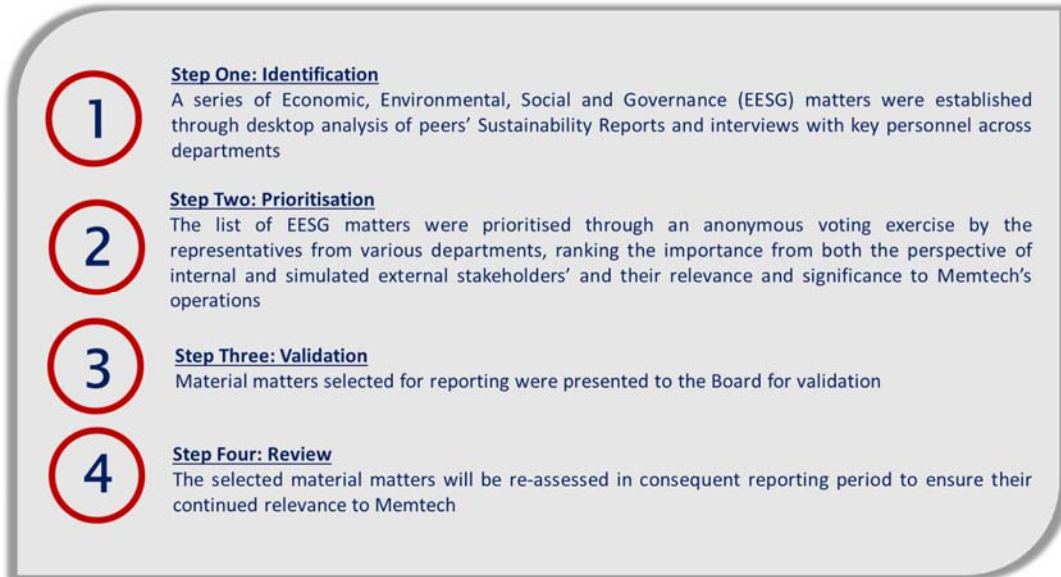 1
Step One: Identification
A series of Economic, Environmental, Social and Governance (EESG) matters were established
through desktop analysis of peers’ Sustainability Reports and interviews with key personnel across
departments
2
Step Two: Prioritisation
The list of EESG matters were prioritised through an anonymous voting exercise by the
representatives from various departments, ranking the importance from both the perspective of
internal and simulated external stakeholders’ and their relevance and significance to Memtech’s
operations
3
Step Three: Validation
Material matters selected for reporting were presented to the Board for validation
4
Step Four: Review
The selected material matters will be re-assessed in consequent reporting period to ensure their
continued relevance to Memtech